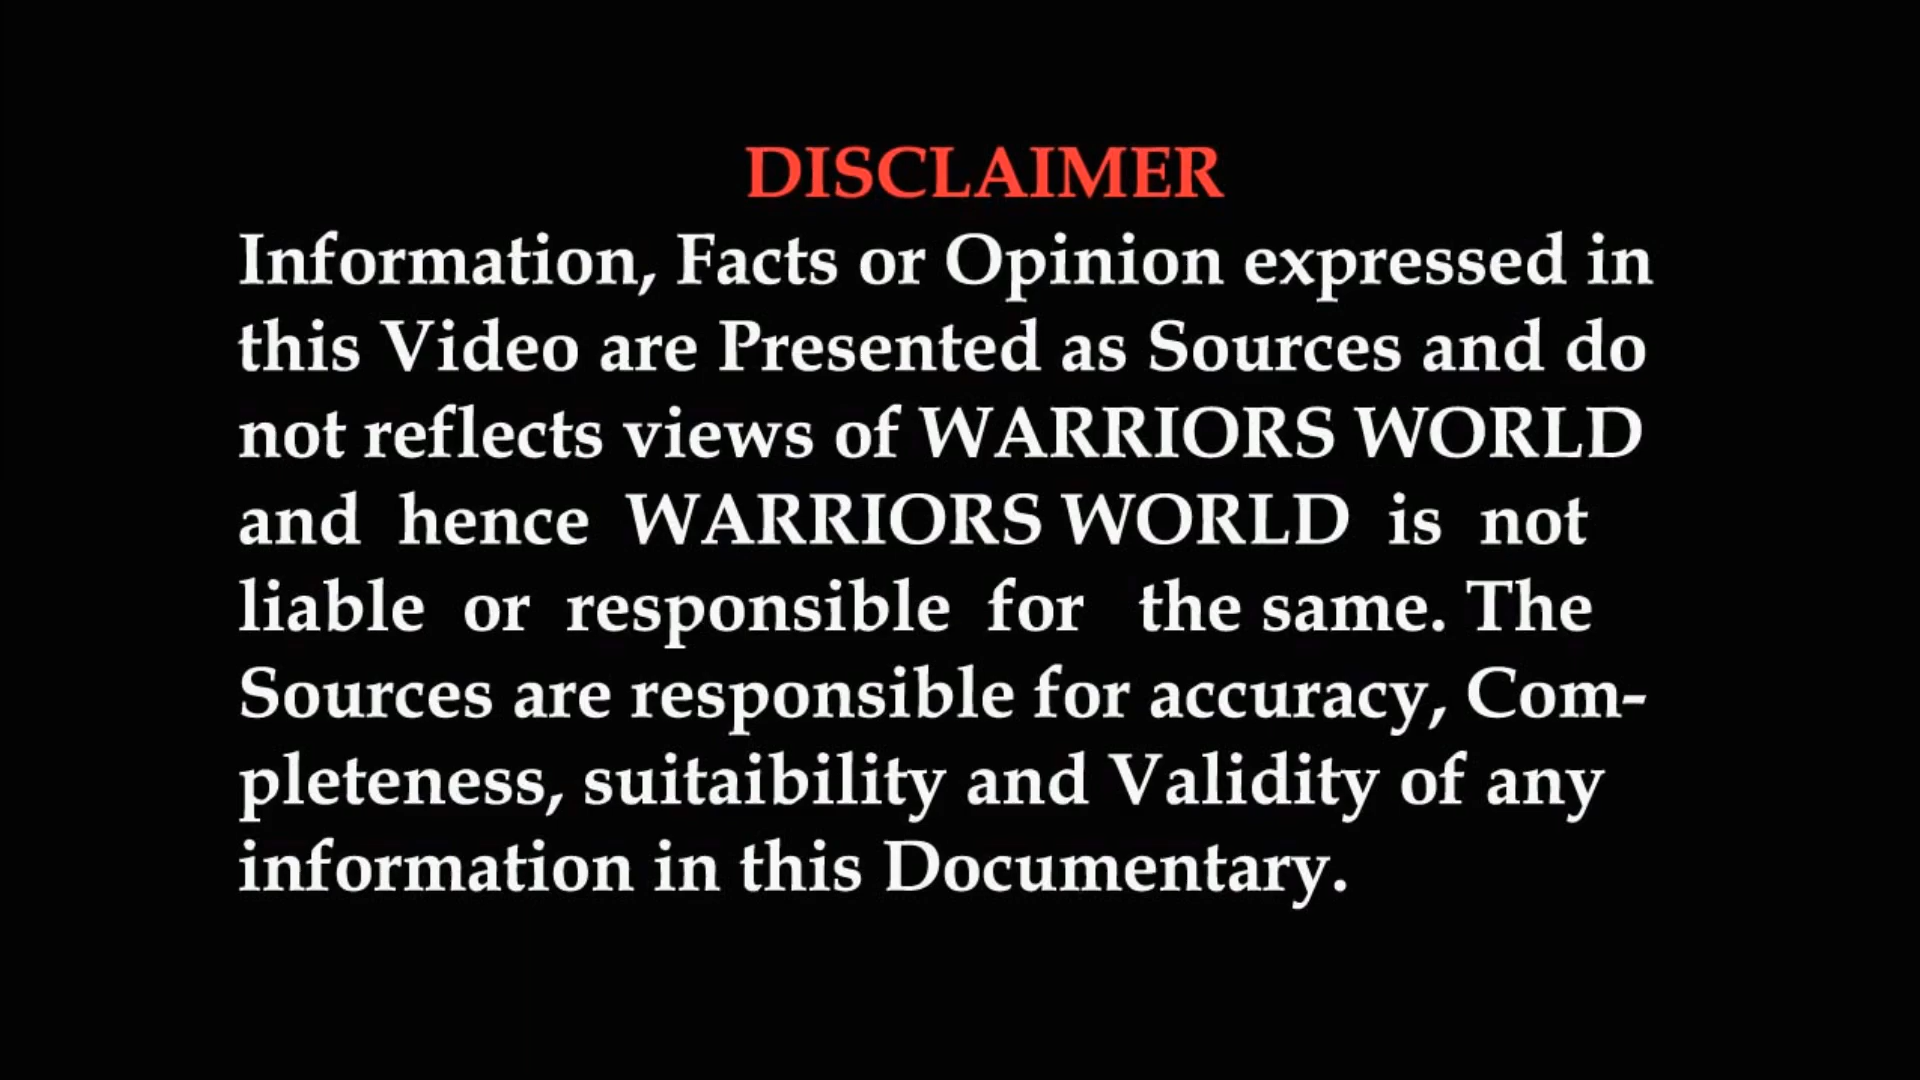 DISCLAIMER
Information, Facts or Opinion expressed in
this Video are Presented as Sources and do
not reflects views of WARRIORS WORLD
and hence WARRIORS WORLD is not
liable or responsible for the same. The
Sources are responsible for accuracy, Com-
pleteness, suitaibility and Validity of any
information in this Documentary.